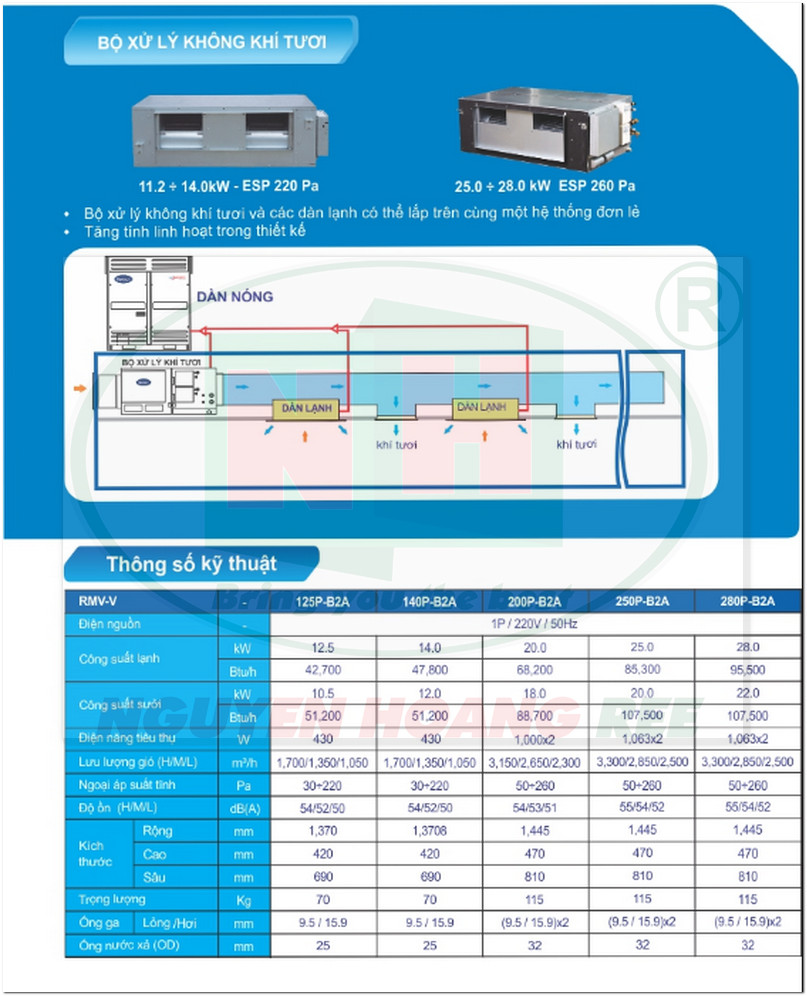 BỘ XỬ LÝ KHÔNG KHÍ TƯƠI
11.2 ÷ 14.0kW - ESP 220 Pa
25.0 ÷ 28.0 kW ESP 260 Pa
• Bộ xử lý không khí tươi và các dàn lạnh có thể lắp trên cùng một hệ thống đơn lẻ
• Tăng tính linh hoạt trong thiết kế
®
DÀN NÓNG
BỘ XỬ LÝ KHÍ TƯƠI
DÀN LẠNH
DÀN LẠNH
khí tươi
khí tươi
NH
Thông số kỹ thuật
Bring you the best
RMV-V - 125P-B2A 140P-B2A 200P-B2A 250P-B2A 280P-B2A
Điện nguồn - 1P / 220V / 50Hz
Công suất lạnh kW 12.5 14.0 20.0 25.0 28.0
Btu/h 42,700 47,800 68,200 85,300 95,500
Công suất sưởi kW 10.5 12.0 18.0 20.0 22.0
Btu/h 51,200 51,200 88,700 107,500 107,500
NGUYEN HOANG REE
Điện năng tiêu thụ W 430 430 1,000x2 1,063x2 1,063x2
Lưu lượng gió (H/M/L) m³/h 1,700/1,350/1,050 1,700/1,350/1,050 3,150/2,650/2,300 3,300/2,850/2,500 3,300/2,850/2,500
Ngoại áp suất tĩnh Pa 30÷220 30÷220 50÷260 50÷260 50÷260
Độ ồn (H/M/L) dB(A) 54/52/50 54/52/50 54/53/51 55/54/52 55/54/52
Kích thước Rộng mm 1,370 1,3708 1,445 1,445 1,445
Cao mm 420 420 470 470 470
Sâu mm 690 690 810 810 810
Trọng lượng Kg 70 70 115 115 115
Ống ga Lỏng /Hơi mm 9.5 / 15.9 9.5 / 15.9 (9.5 / 15.9)x2 (9.5 / 15.9)x2 (9.5 / 15.9)x2
Ống nước xả (OD) mm 25 25 32 32 32